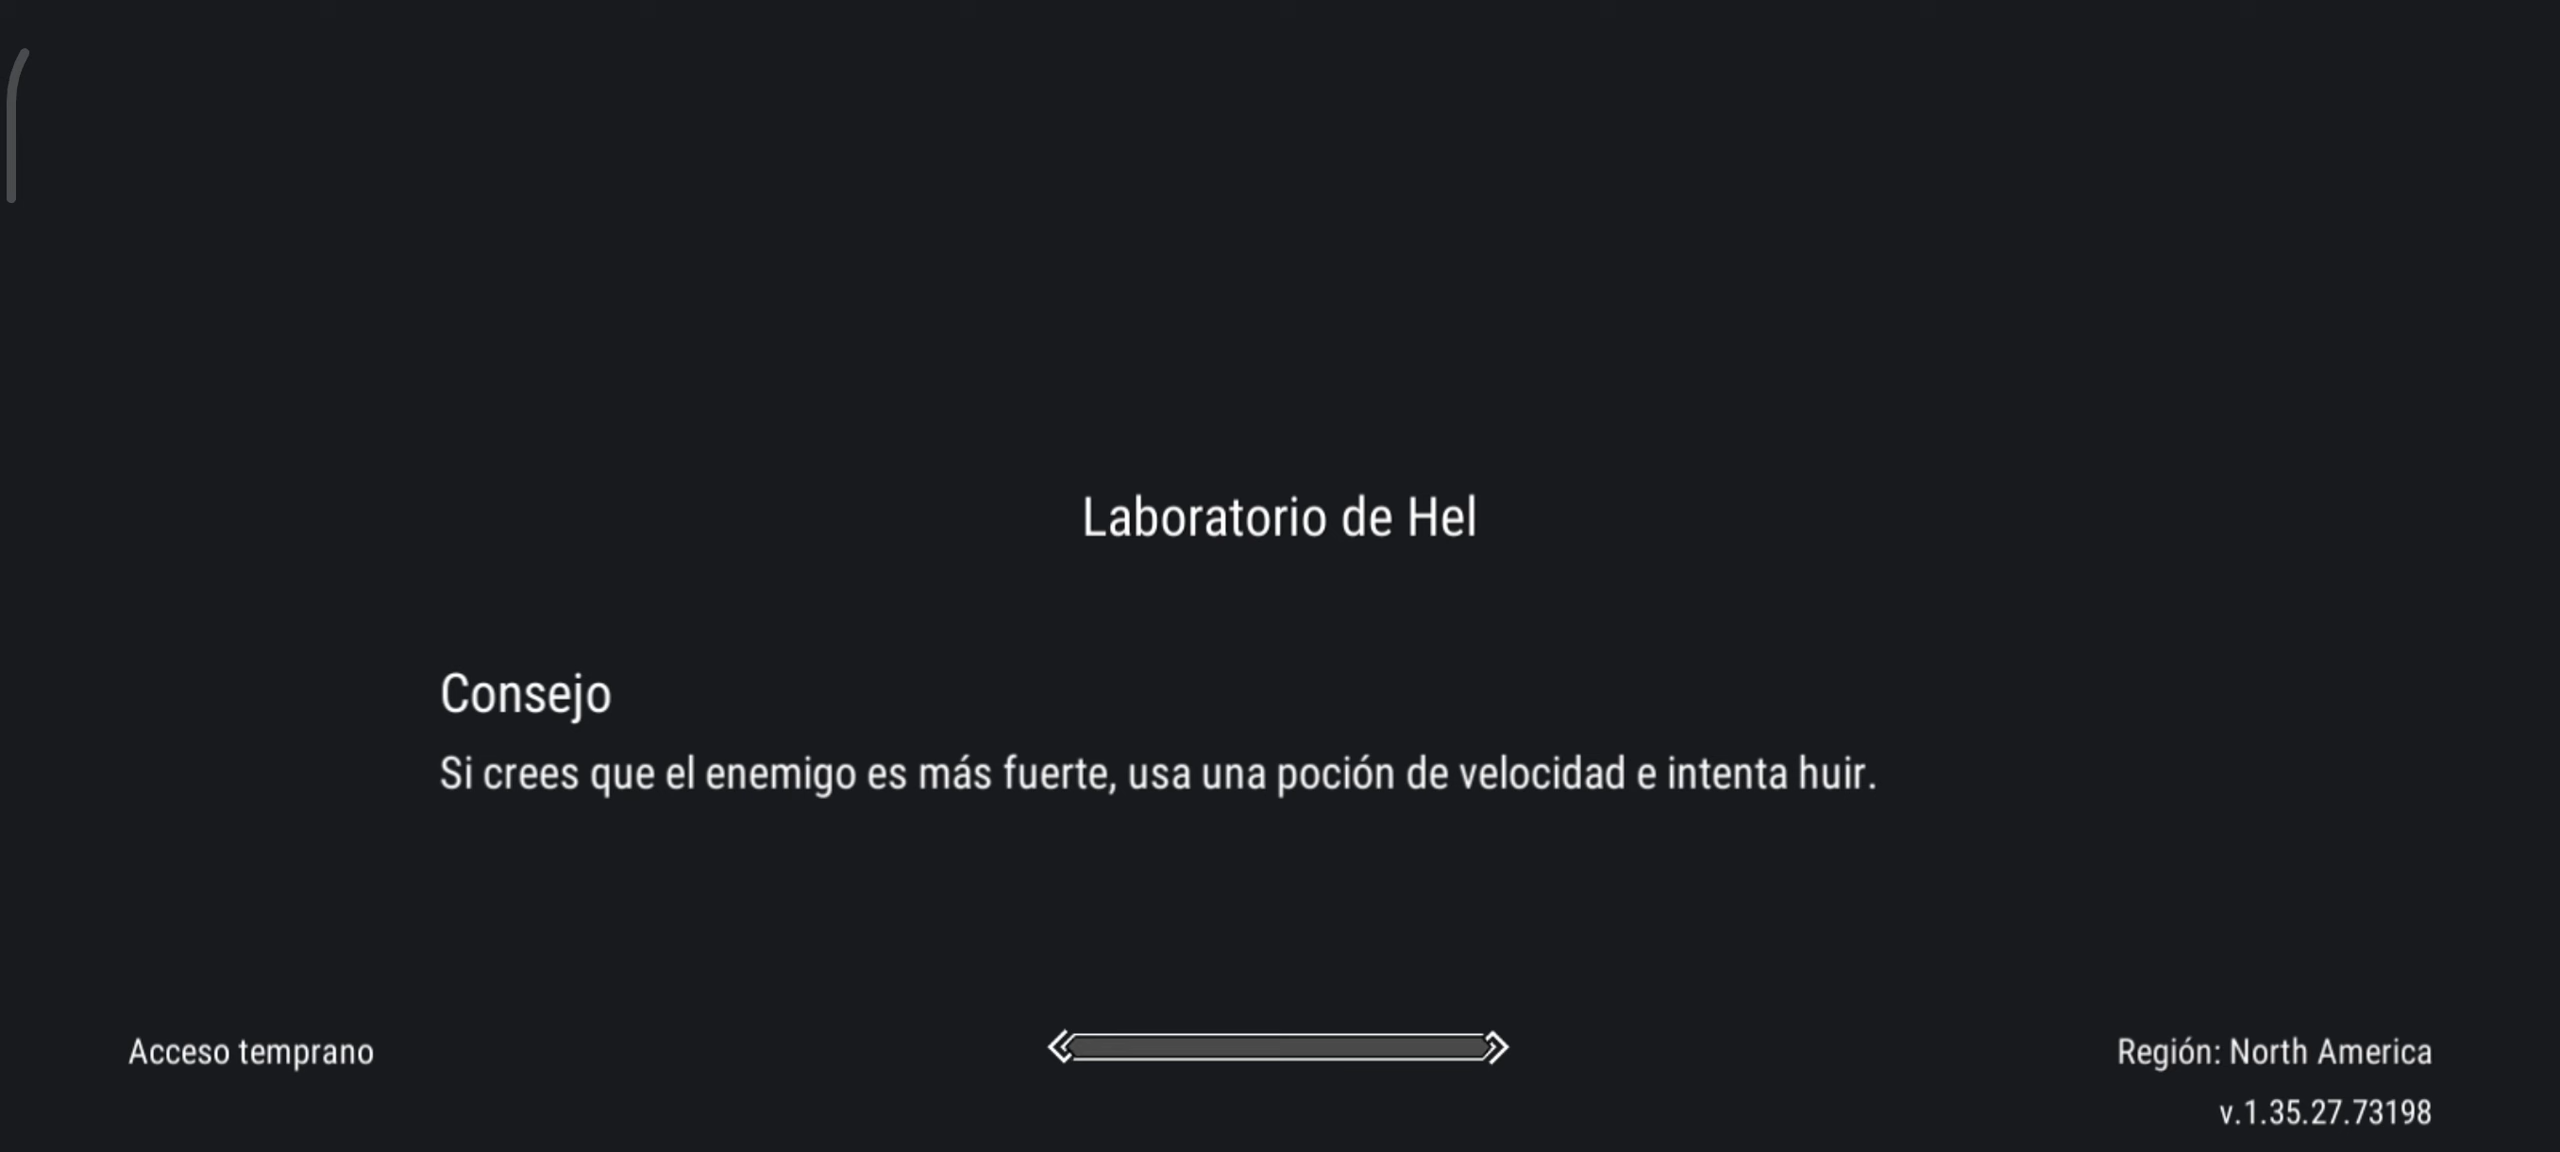 Laboratorio de Hel
Consejo
Si crees que el enemigo es más fuerte, usa una poción de velocidad e intenta huir.
Acceso temprano
Región: North America
v.1.35.27.73198